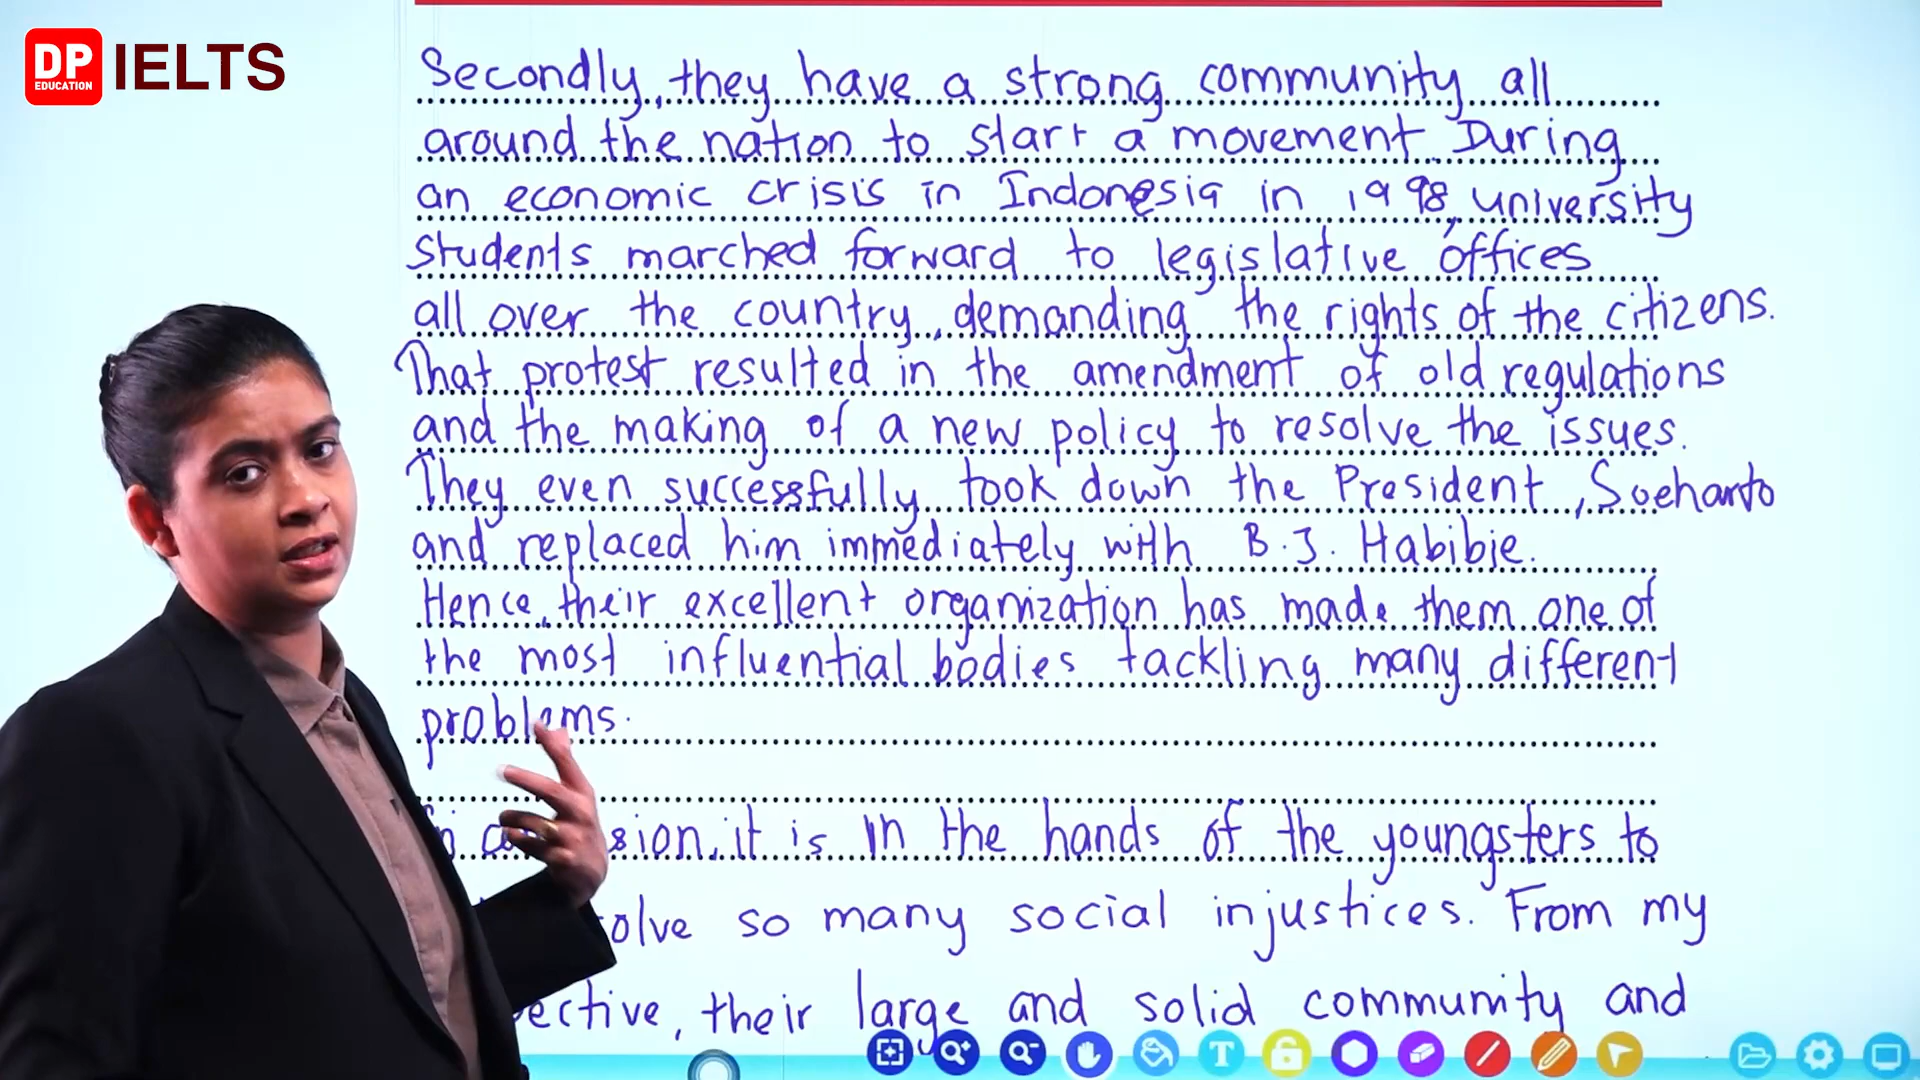 DP
EDUCATION
IELTS
Secondly, they have a strong community all
around the nation to start a movement. During
an economic crisis in Indonesia in 1998, university
students marched forward to legislative offices
all over the country, demanding the rights of the citizens.
That protest resulted in the amendment of old regulations
and the making of a new policy to resolve the issues.
They even successfully took down the President, Soeharto
and replaced him immediately with B.J. Habibie.
Hence, their excellent organization has made them one of
the most influential bodies tackling many different
problems.
sion, it is in the hands of the youngsters to
olve so many social injustices. From my
ective, their large and solid community and
T